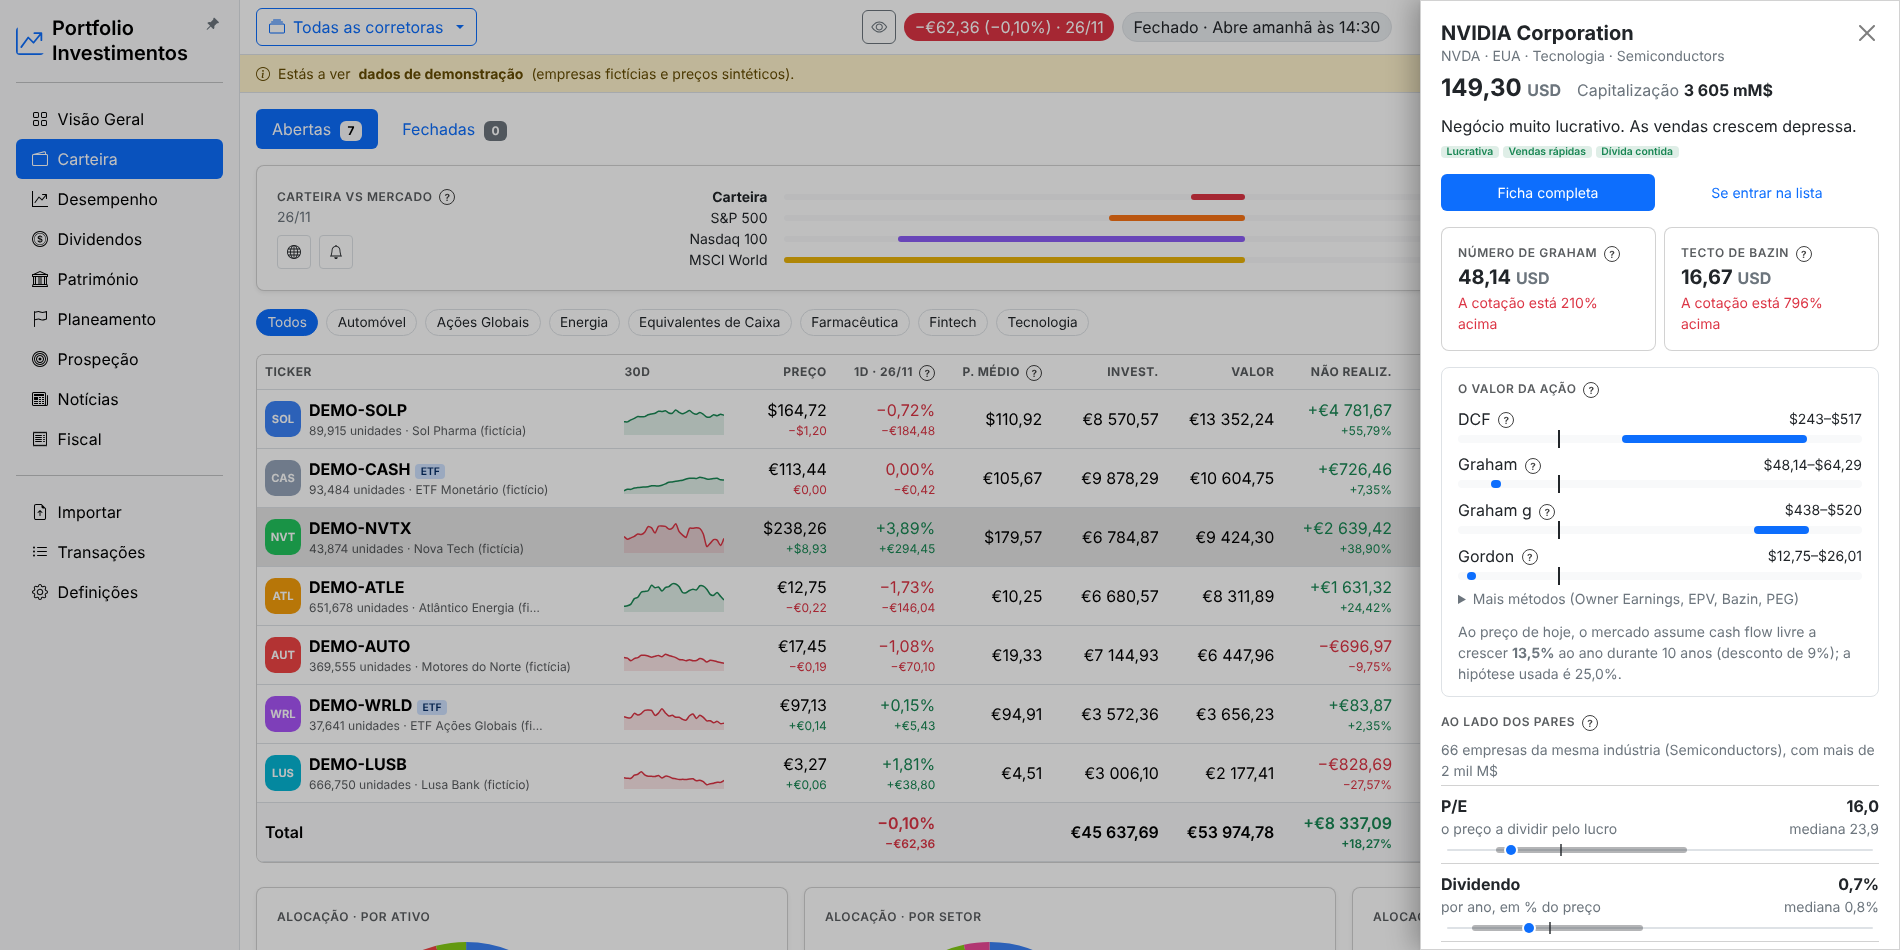 Portfolio
Investimentos
Visão Geral
Carteira
Desempenho
Dividendos
Património
Planeamento
Prospeção
Notícias
Fiscal
Importar
Transações
Definições
Todas as corretoras
−€62,36 (−0,10%) · 26/11
Fechado · Abre amanhã às 14:30
Estás a ver dados de demonstração (empresas fictícias e preços sintéticos).
Abertas 7
Fechadas 0
CARTEIRA VS MERCADO ?
26/11
Carteira
S&P 500
Nasdaq 100
MSCI World
Todos Automóvel Ações Globais Energia Equivalentes de Caixa Farmacêutica Fintech Tecnologia
TICKER 30D PREÇO 1D · 26/11 ? P. MÉDIO ? INVEST. VALOR NÃO REALIZ.
SOL DEMO-SOLP $164,72 −0,72% $110,92 €8 570,57 €13 352,24 +€4 781,67
89,915 unidades · Sol Pharma (fictícia) −$1,20 −€184,48 +55,79%
CAS DEMO-CASH ETF €113,44 0,00% €105,67 €9 878,29 €10 604,75 +€726,46
93,484 unidades · ETF Monetário (fictício) €0,00 −€0,42 +7,35%
NVT DEMO-NVTX $238,26 +3,89% $179,57 €6 784,87 €9 424,30 +€2 639,42
43,874 unidades · Nova Tech (fictícia) +$8,93 +€294,45 +38,90%
ATL DEMO-ATLE €12,75 −1,73% €10,25 €6 680,57 €8 311,89 +€1 631,32
651,678 unidades · Atlântico Energia (fi... −€0,22 −€146,04 +24,42%
AUT DEMO-AUTO €17,45 −1,08% €19,33 €7 144,93 €6 447,96 −€696,97
369,555 unidades · Motores do Norte (fictícia) −€0,19 −€70,10 −9,75%
WRL DEMO-WRLD ETF €97,13 +0,15% €94,91 €3 572,36 €3 656,23 +€83,87
37,641 unidades · ETF Ações Globais (fi... +€0,14 +€5,43 +2,35%
LUS DEMO-LUSB €3,27 +1,81% €4,51 €3 006,10 €2 177,41 −€828,69
666,750 unidades · Lusa Bank (fictício) +€0,06 +€38,80 −27,57%
Total −0,10% €45 637,69 €53 974,78 +€8 337,09
−€62,36 +18,27%
ALOCAÇÃO · POR ATIVO
ALOCAÇÃO · POR SETOR
ALOCAÇ
NVIDIA Corporation
NVDA · EUA · Tecnologia · Semiconductors
149,30 USD Capitalização 3 605 mM$
Negócio muito lucrativo. As vendas crescem depressa.
Lucrativa Vendas rápidas Dívida contida
Ficha completa
Se entrar na lista
NÚMERO DE GRAHAM ?
48,14 USD
A cotação está 210%
acima
TECTO DE BAZIN ?
16,67 USD
A cotação está 796%
acima
O VALOR DA AÇÃO ?
DCF ? $243–$517
Graham ? $48,14–$64,29
Graham g ? $438–$520
Gordon ? $12,75–$26,01
▶ Mais métodos (Owner Earnings, EPV, Bazin, PEG)
Ao preço de hoje, o mercado assume cash flow livre a
crescer 13,5% ao ano durante 10 anos (desconto de 9%); a
hipótese usada é 25,0%.
AO LADO DOS PARES ?
66 empresas da mesma indústria (Semiconductors), com mais de
2 mil M$
P/E 16,0
o preço a dividir pelo lucro mediana 23,9
Dividendo 0,7%
por ano, em % do preço mediana 0,8%